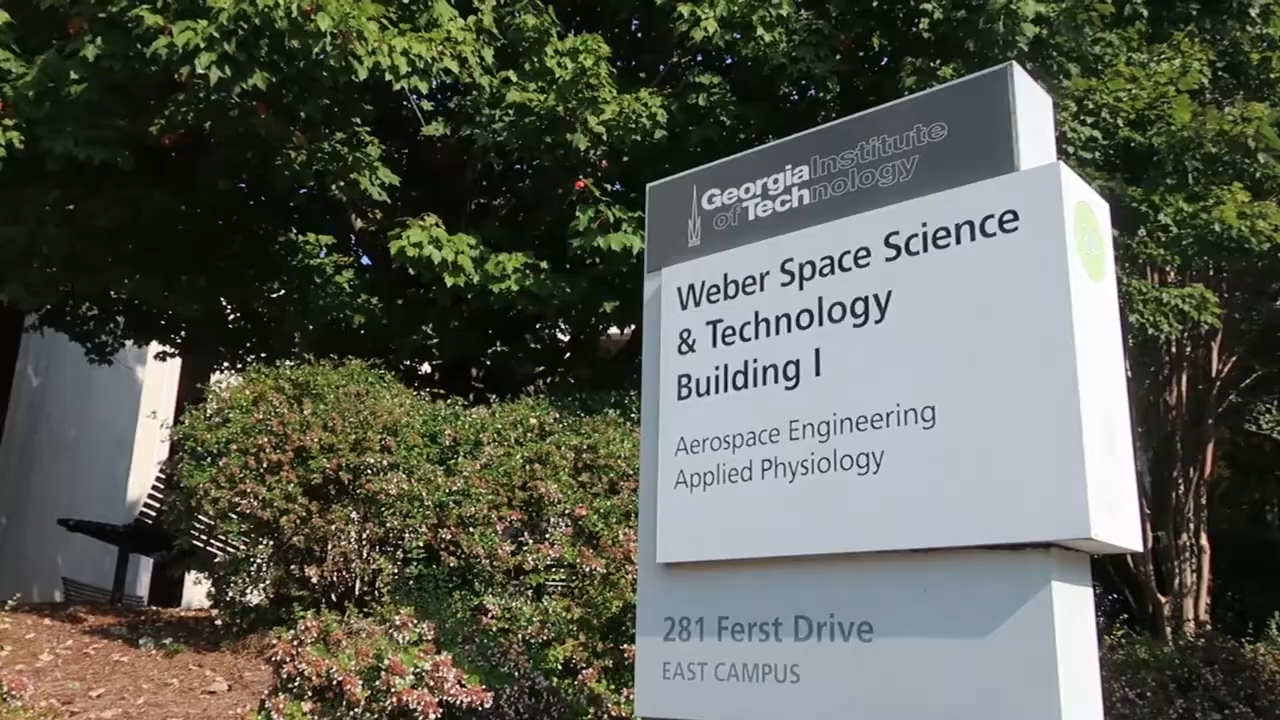 Georgia Institute
of Technology
Weber Space Science
& Technology
Building I
Aerospace Engineering
Applied Physiology
281 Ferst Drive
EAST CAMPUS